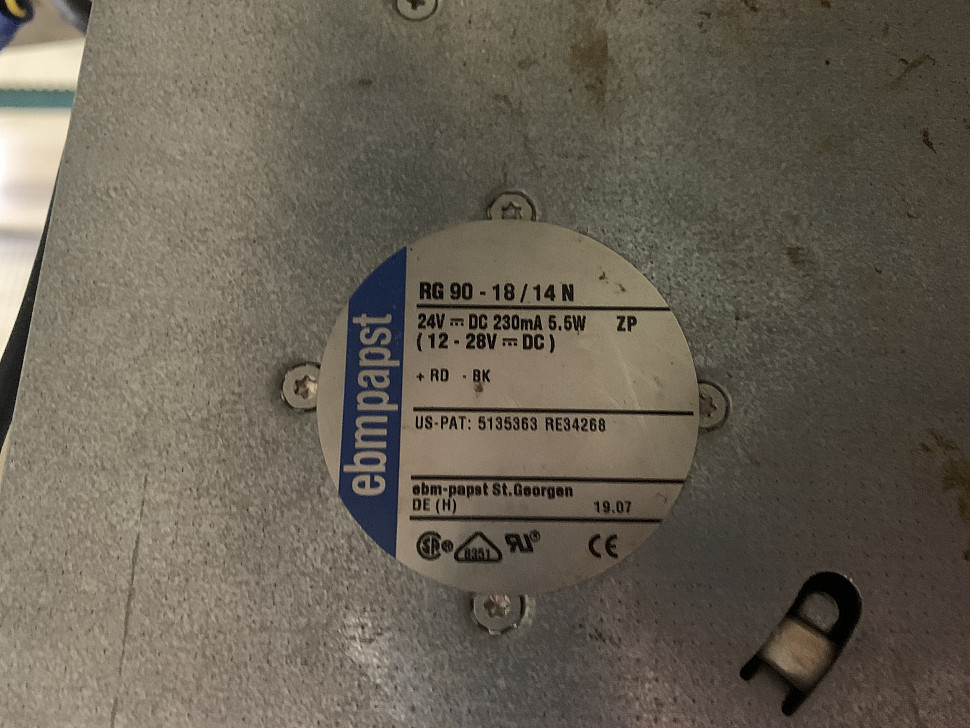 ebmpapst
RG 90 - 18 / 14 N
24V ⎓ DC 230mA 5.5W ZP
( 12 - 28V ⎓ DC )
+ RD - BK
US-PAT: 5135363 RE34268
ebm-papst St.Georgen
DE (H) 19.07
8351 CE